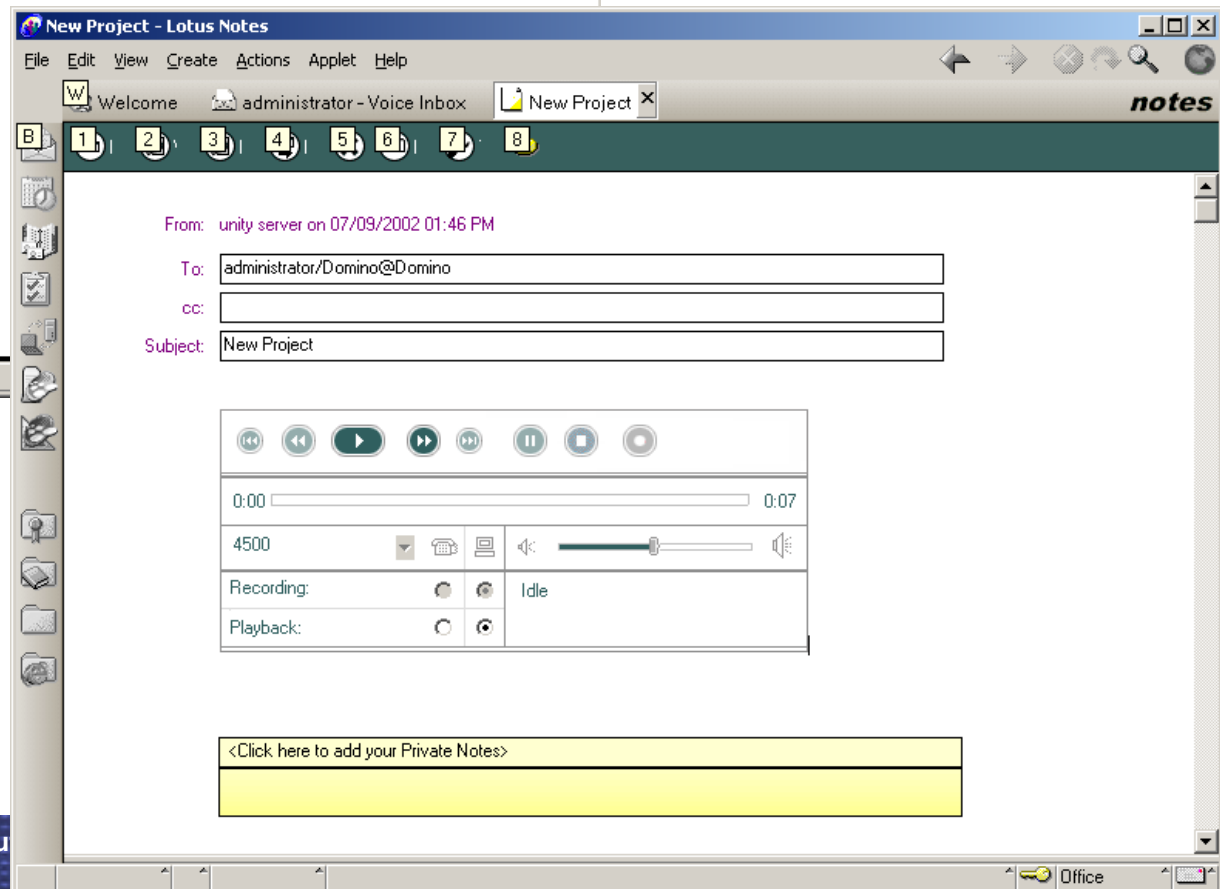 New Project - Lotus Notes
File Edit View Create Actions Applet Help
W Welcome administrator - Voice Inbox New Project notes
B 1 2 3 4 5 6 7 8
From: unity server on 07/09/2002 01:46 PM
To: administrator/Domino@Domino
cc:
Subject: New Project
0:00 0:07
4500
Recording: Idle
Playback:
<Click here to add your Private Notes>
Office